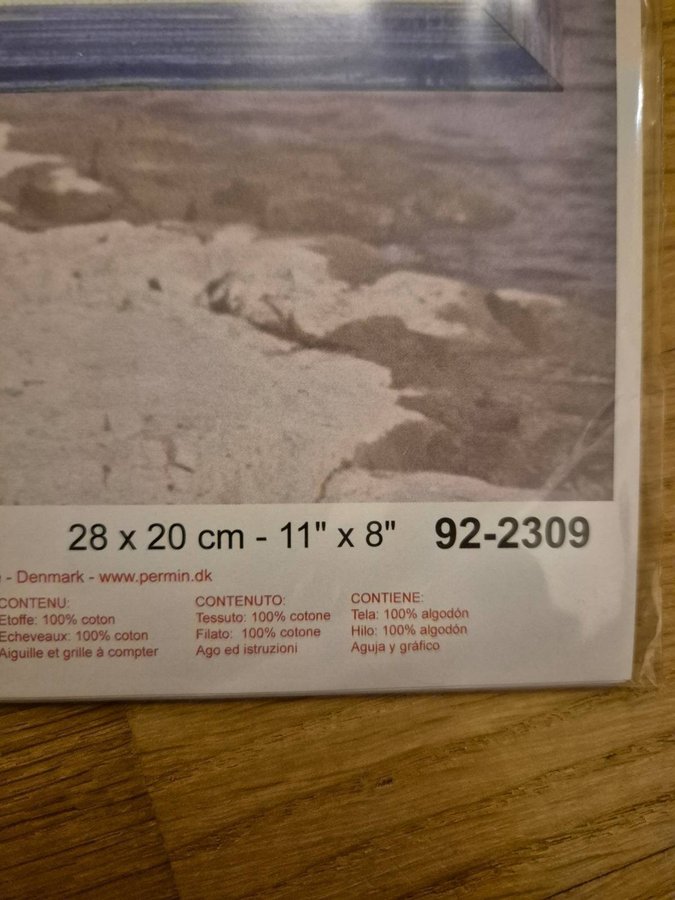 28 x 20 cm - 11" x 8" 92-2309
- Denmark - www.permin.dk
CONTENU:
Etoffe: 100% coton
Echeveaux: 100% coton
Aiguille et grille à compter
CONTENUTO:
Tessuto: 100% cotone
Filato: 100% cotone
Ago ed istruzioni
CONTIENE:
Tela: 100% algodón
Hilo: 100% algodón
Aguja y gráfico